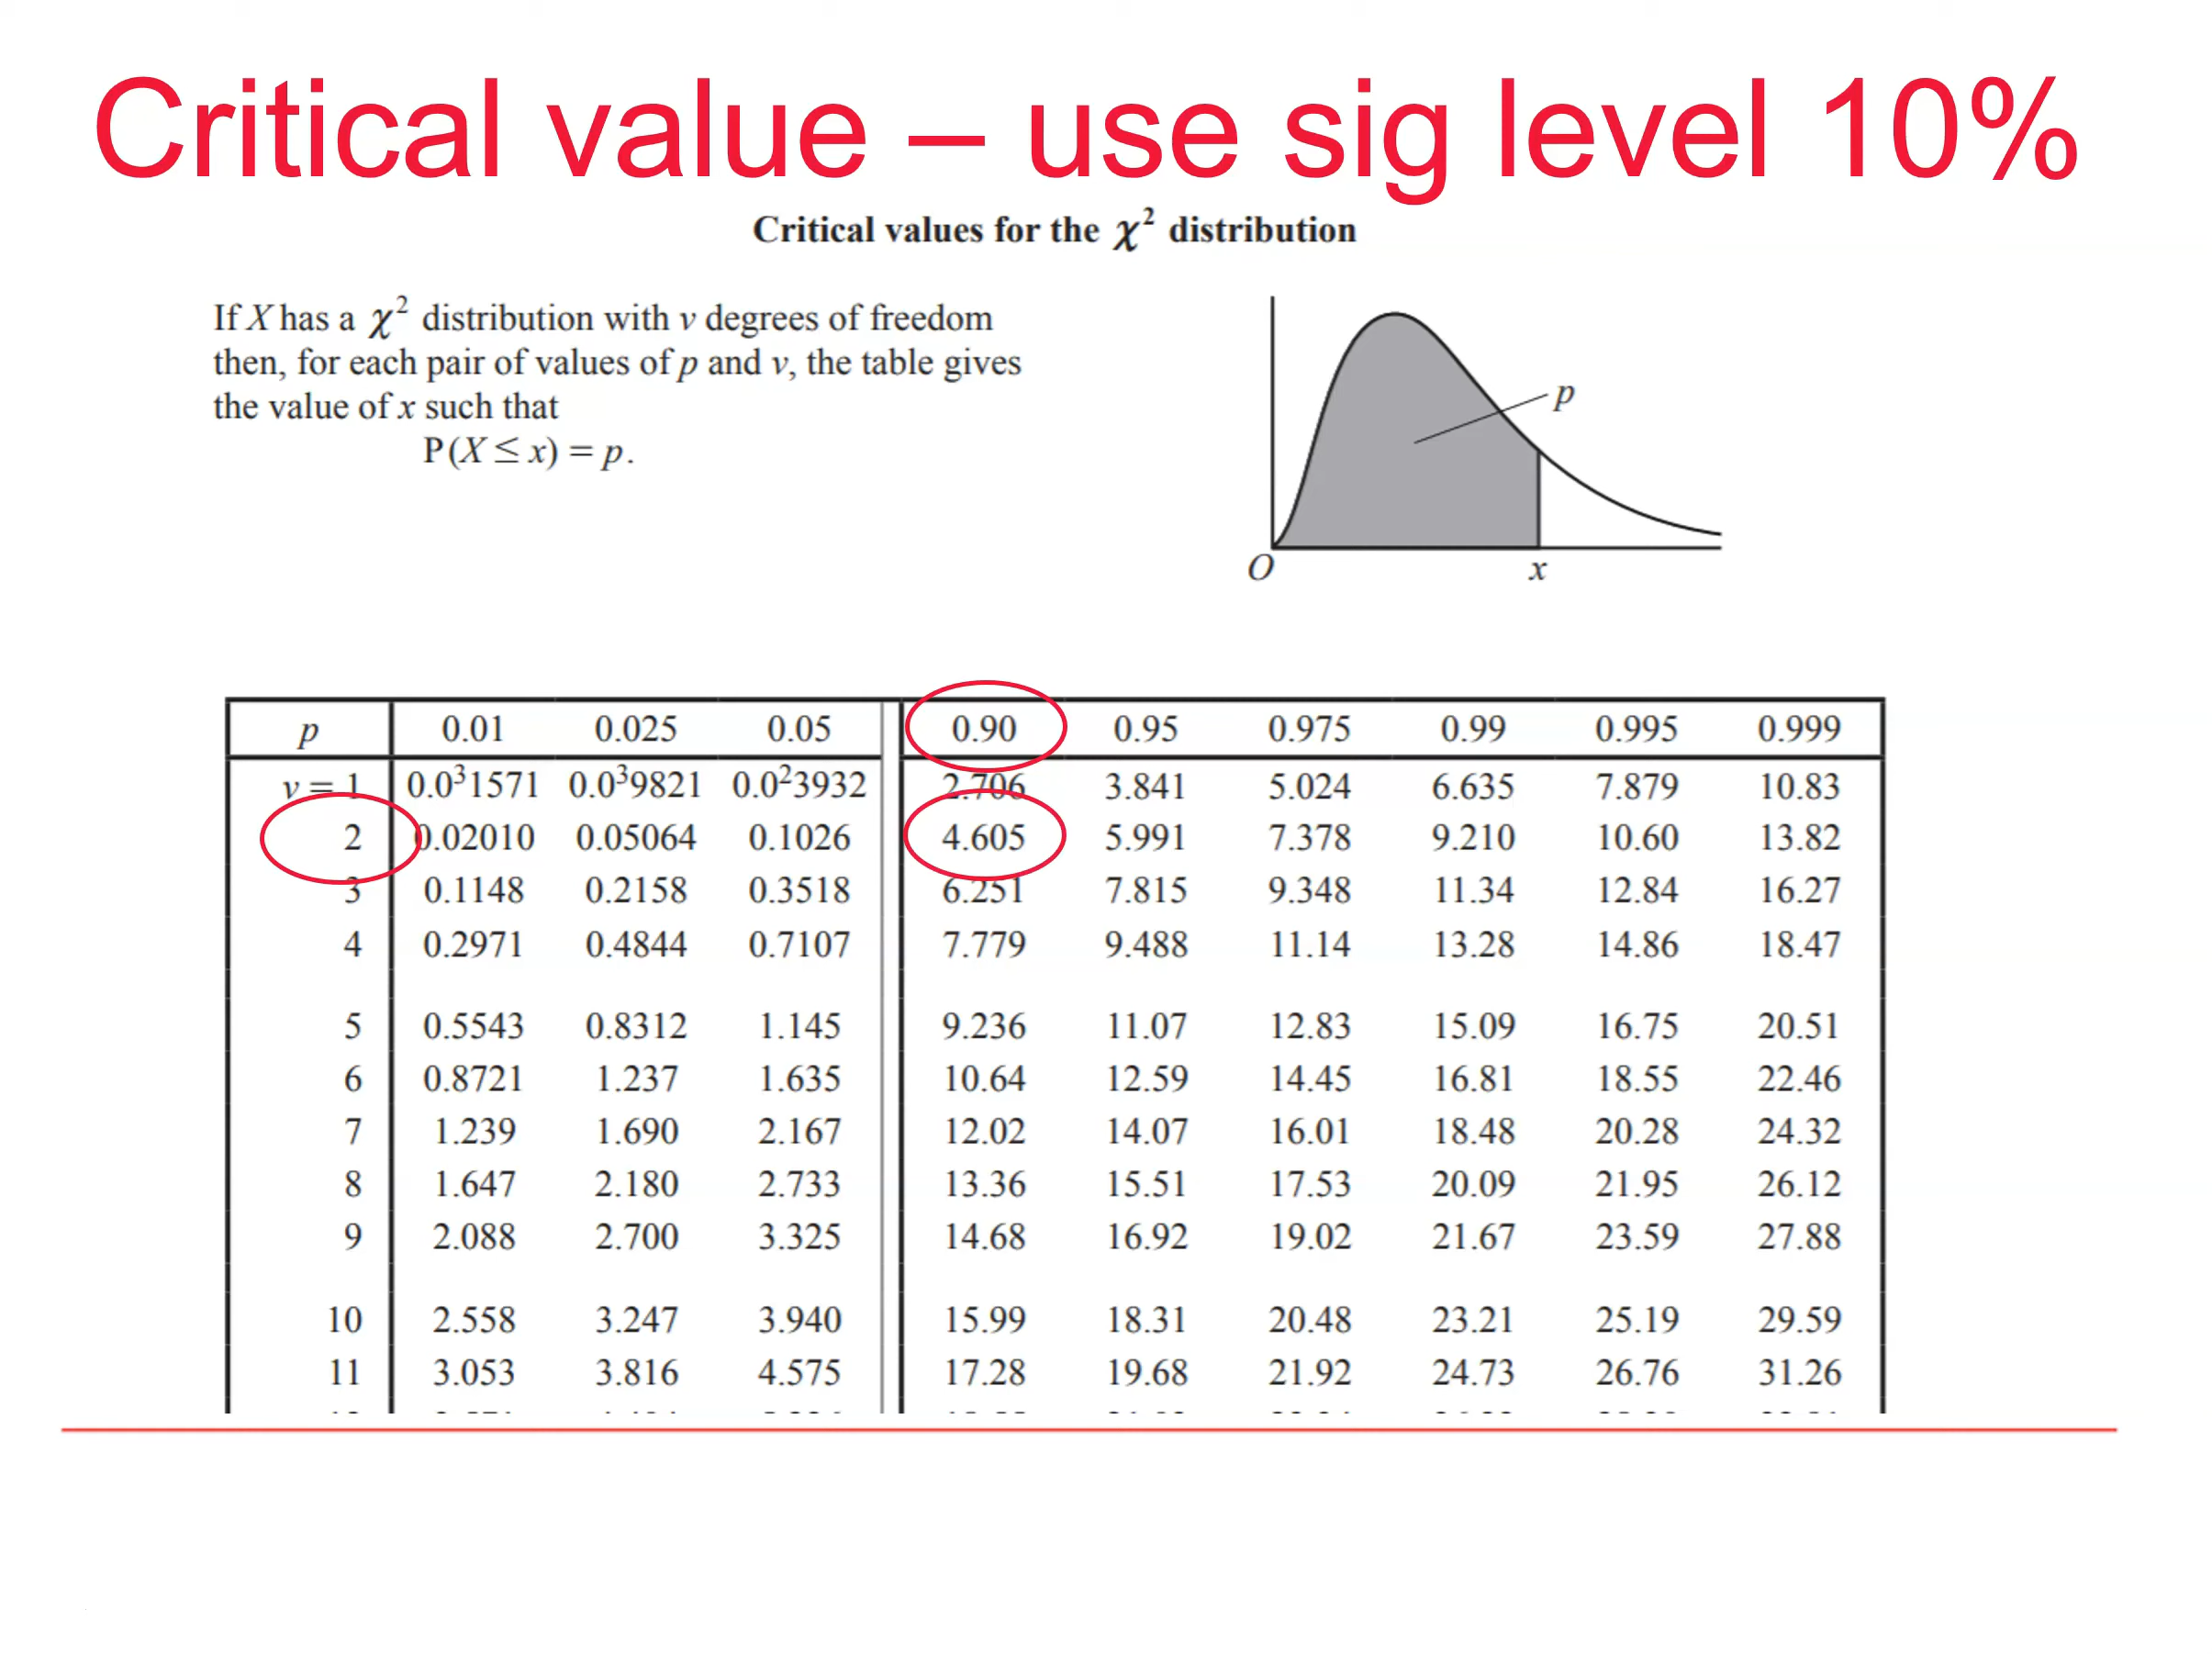 Critical value – use sig level 10%
Critical values for the χ² distribution
If X has a χ² distribution with ν degrees of freedom
then, for each pair of values of p and ν, the table gives
the value of x such that
P(X ≤ x) = p.
p
O
x
p 0.01 0.025 0.05 0.90 0.95 0.975 0.99 0.995 0.999
ν = 1 0.0³1571 0.0³9821 0.0²3932 2.706 3.841 5.024 6.635 7.879 10.83
2 0.02010 0.05064 0.1026 4.605 5.991 7.378 9.210 10.60 13.82
3 0.1148 0.2158 0.3518 6.251 7.815 9.348 11.34 12.84 16.27
4 0.2971 0.4844 0.7107 7.779 9.488 11.14 13.28 14.86 18.47
5 0.5543 0.8312 1.145 9.236 11.07 12.83 15.09 16.75 20.51
6 0.8721 1.237 1.635 10.64 12.59 14.45 16.81 18.55 22.46
7 1.239 1.690 2.167 12.02 14.07 16.01 18.48 20.28 24.32
8 1.647 2.180 2.733 13.36 15.51 17.53 20.09 21.95 26.12
9 2.088 2.700 3.325 14.68 16.92 19.02 21.67 23.59 27.88
10 2.558 3.247 3.940 15.99 18.31 20.48 23.21 25.19 29.59
11 3.053 3.816 4.575 17.28 19.68 21.92 24.73 26.76 31.26